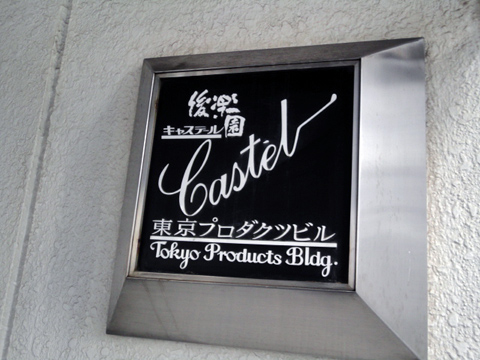 後楽園
キャステール
Castel
東京プロダクツビル
Tokyo Products Bldg.